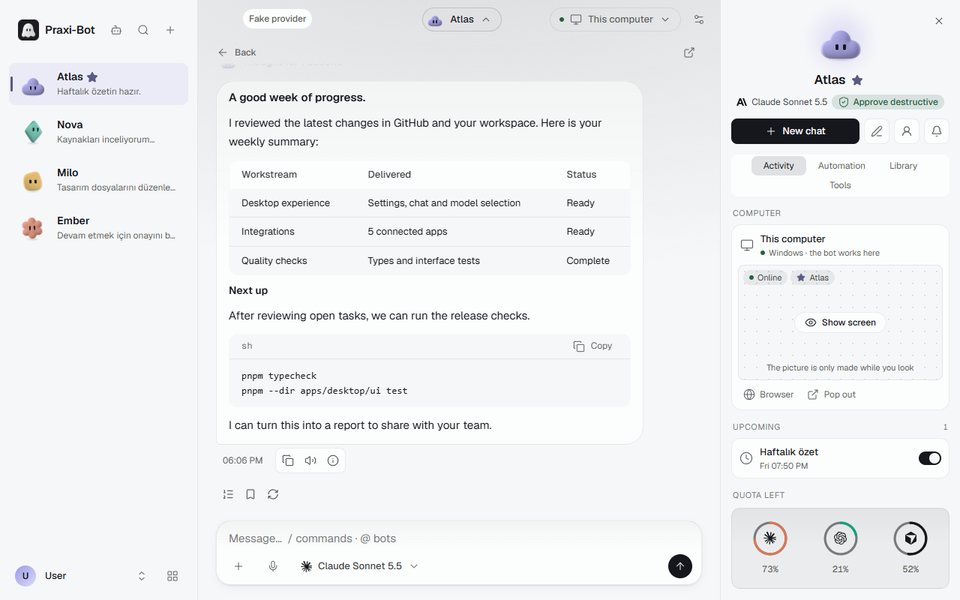 Praxi-Bot
Atlas
Haftalık özetin hazır.
Nova
Kaynakları inceliyorum…
Milo
Tasarım dosyalarını düzenle…
Ember
Devam etmek için onayını b…
U User
Fake provider
Atlas
This computer
Back
A good week of progress.
I reviewed the latest changes in GitHub and your workspace. Here is your
weekly summary:
Workstream Delivered Status
Desktop experience Settings, chat and model selection Ready
Integrations 5 connected apps Ready
Quality checks Types and interface tests Complete
Next up
After reviewing open tasks, we can run the release checks.
sh Copy
pnpm typecheck
pnpm --dir apps/desktop/ui test
I can turn this into a report to share with your team.
06:06 PM
Message… / commands · @ bots
Claude Sonnet 5.5
Atlas
Claude Sonnet 5.5 Approve destructive
New chat
Activity Automation Library
Tools
COMPUTER
This computer
Windows · the bot works here
Online Atlas
Show screen
The picture is only made while you look
Browser Pop out
UPCOMING 1
Haftalık özet
Fri 07:50 PM
QUOTA LEFT
73% 21% 52%